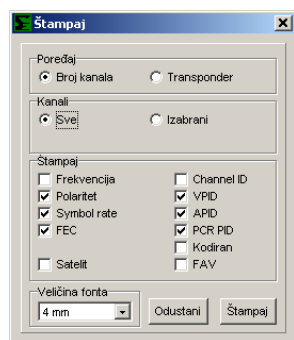 Štampaj
Poređaj
Broj kanala
Transponder
Kanali
Sve
Izabrani
Štampaj
Frekvencija
Channel ID
Polaritet
VPID
Symbol rate
APID
FEC
PCR PID
Kodiran
Satelit
FAV
Veličina fonta
4 mm
Odustani
Štampaj